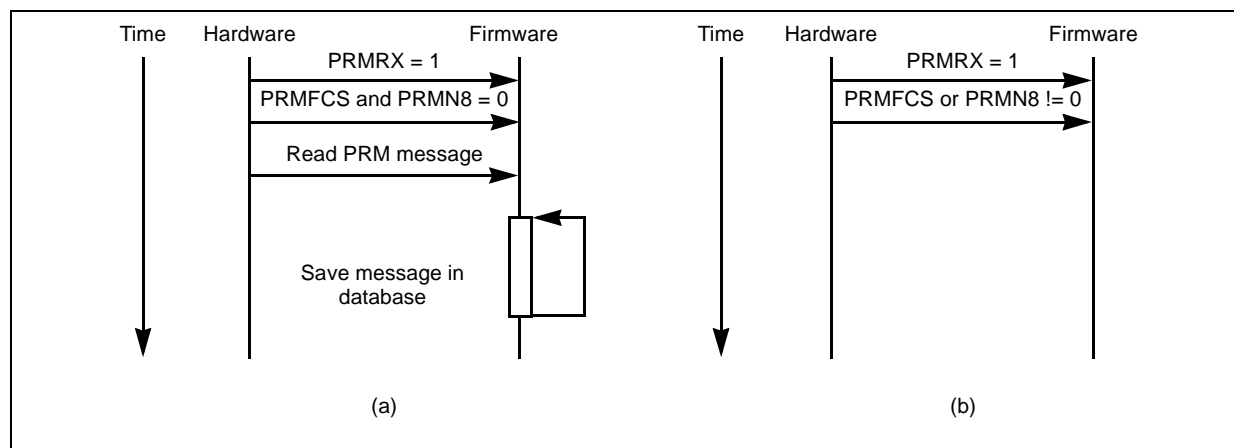 Time Hardware Firmware
PRMRX = 1
PRMFCS and PRMN8 = 0
Read PRM message
Save message in
database
(a)
Time Hardware Firmware
PRMRX = 1
PRMFCS or PRMN8 != 0
(b)